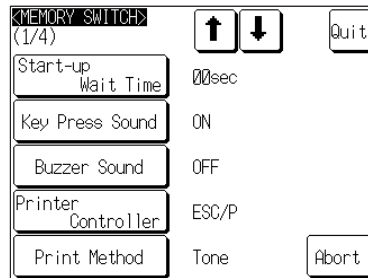 <MEMORY SWITCH>
(1/4)
↑ ↓ Quit
Start-up
Wait Time
00sec
Key Press Sound ON
Buzzer Sound OFF
Printer
Controller
ESC/P
Print Method Tone
Abort